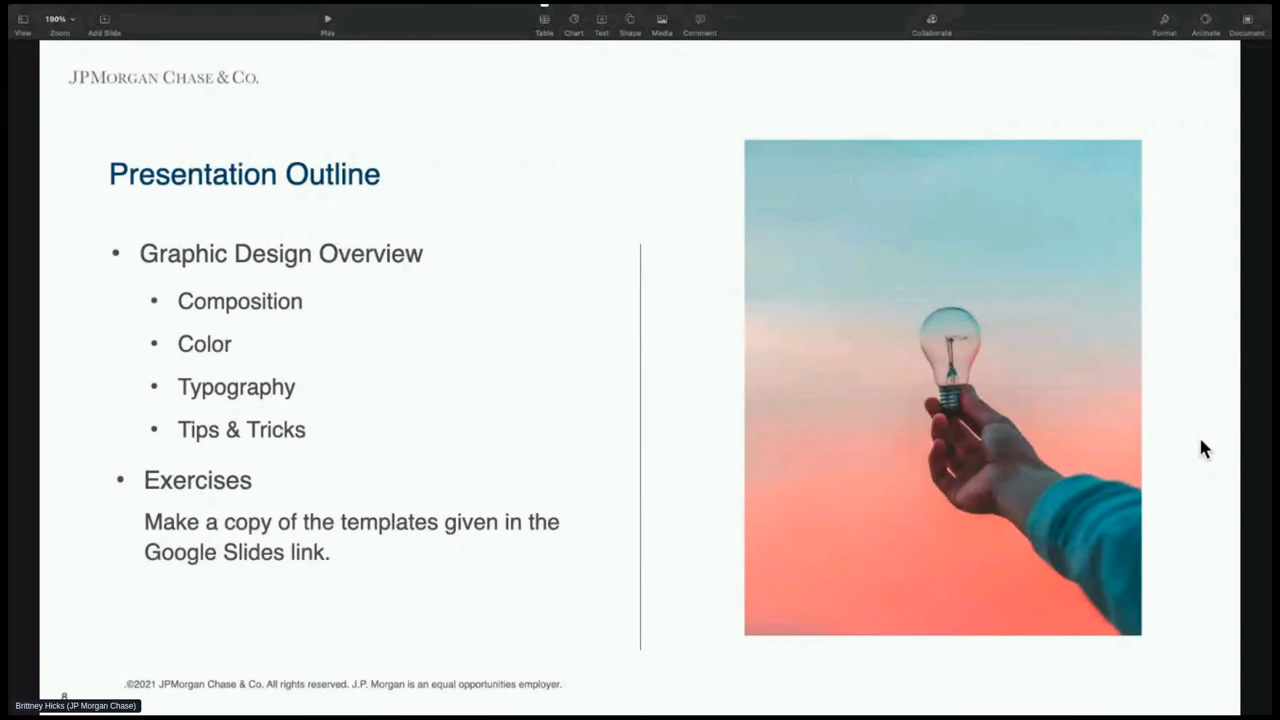 190%
View
Zoom
Add Slide
Play
Table
Chart
Text
Shape
Media
Comment
Collaborate
Format
Animate
Document
JPMORGAN CHASE & CO.
Presentation Outline
• Graphic Design Overview
• Composition
• Color
• Typography
• Tips & Tricks
• Exercises
Make a copy of the templates given in the
Google Slides link.
.©2021 JPMorgan Chase & Co. All rights reserved. J.P. Morgan is an equal opportunities employer.
8
Brittney Hicks (JP Morgan Chase)